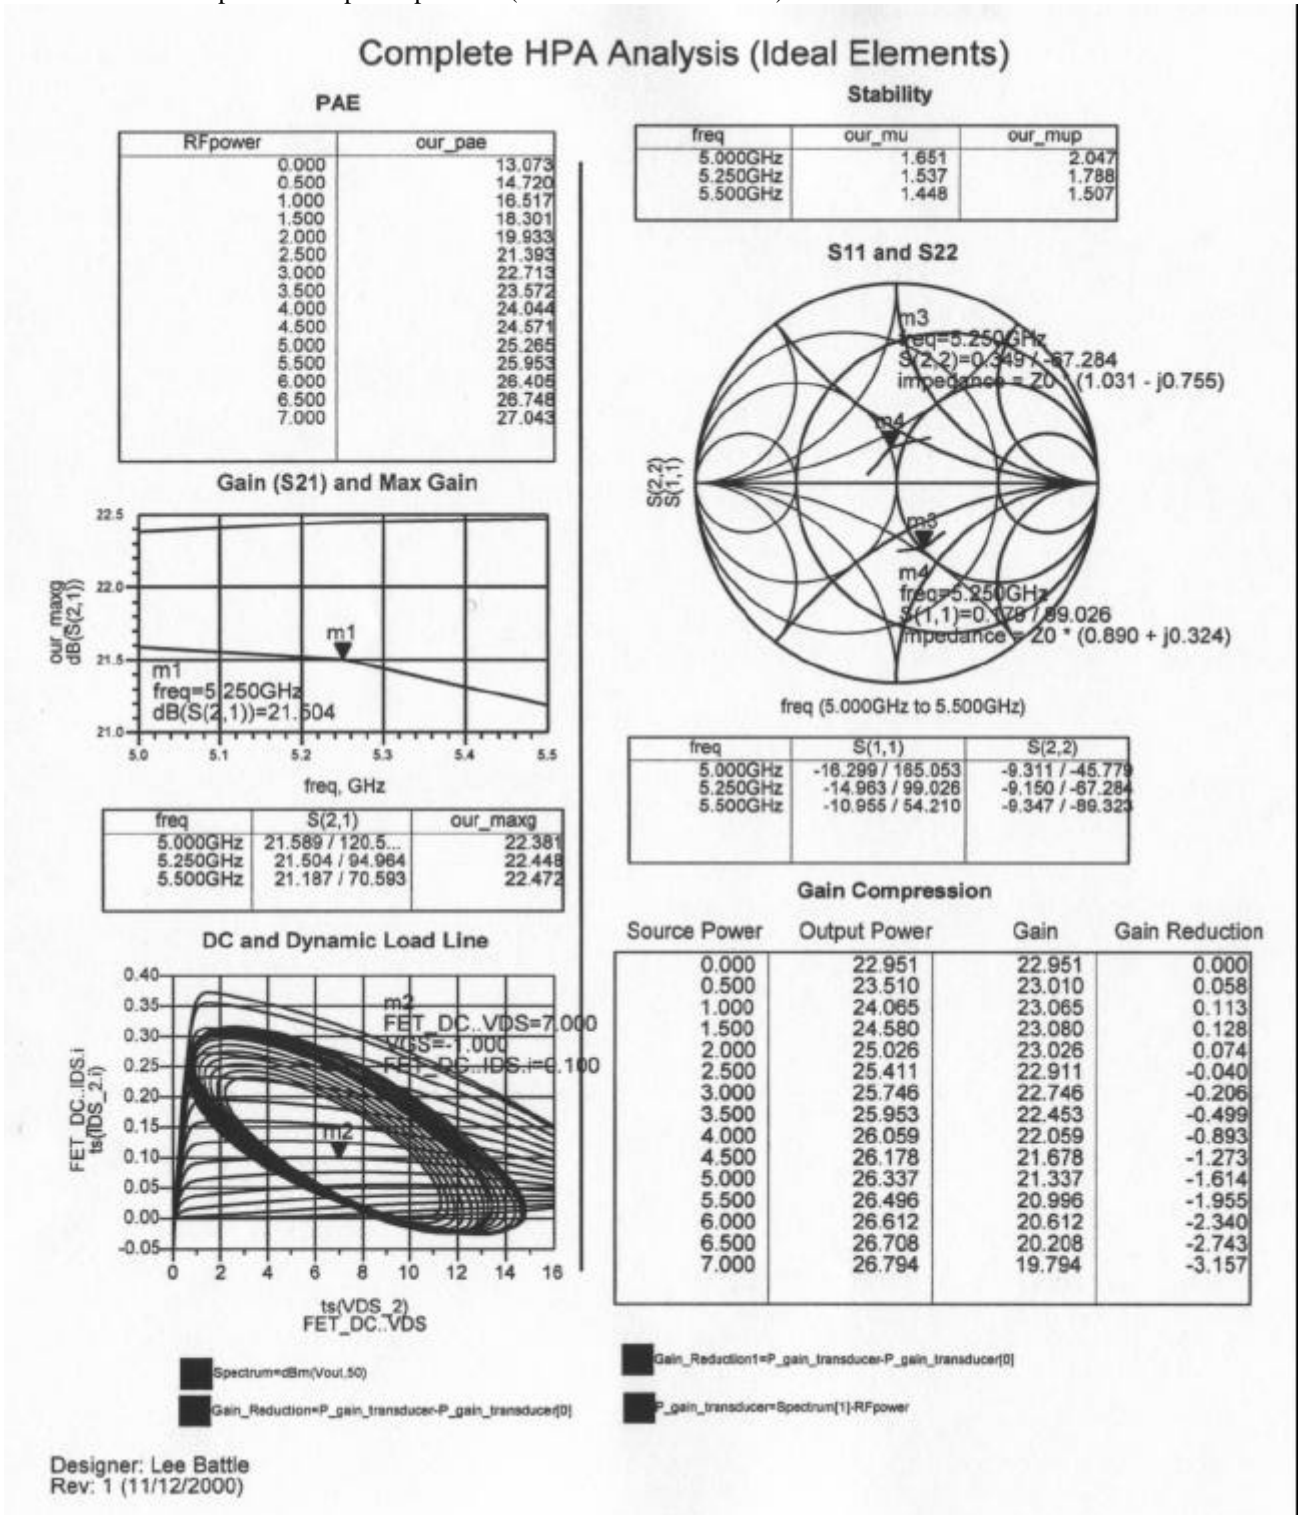 Complete HPA Analysis (Ideal Elements)
PAE
RFpower our_pae
0.000 13.073
0.500 14.720
1.000 16.517
1.500 18.301
2.000 19.933
2.500 21.393
3.000 22.713
3.500 23.572
4.000 24.044
4.500 24.571
5.000 25.265
5.500 25.953
6.000 26.405
6.500 26.748
7.000 27.043
Gain (S21) and Max Gain
our_maxg
dB(S(2,1))
22.5
22.0
21.5
21.0
m1
m1
freq=5.250GHz
dB(S(2,1))=21.504
5.0 5.1 5.2 5.3 5.4 5.5
freq, GHz
freq S(2,1) our_maxg
5.000GHz 21.589 / 120.5... 22.381
5.250GHz 21.504 / 94.964 22.448
5.500GHz 21.187 / 70.593 22.472
DC and Dynamic Load Line
FET_DC..IDS.i
ts(IDS_2.i)
0.40
0.35
0.30
0.25
0.20
0.15
0.10
0.05
0.00
-0.05
m2
FET_DC..VDS=7.000
VGS=-1.000
FET_DC..IDS.i=0.100
m2
0 2 4 6 8 10 12 14 16
ts(VDS_2)
FET_DC..VDS
Spectrum=dBm(Vout,50)
Gain_Reduction=P_gain_transducer-P_gain_transducer[0]
Designer: Lee Battle
Rev: 1 (11/12/2000)
Stability
freq our_mu our_mup
5.000GHz 1.651 2.047
5.250GHz 1.537 1.788
5.500GHz 1.448 1.507
S11 and S22
S(2,2)
S(1,1)
m3
freq=5.250GHz
S(2,2)=0.349 / -67.284
impedance = Z0 * (1.031 - j0.755)
m4
m3
m4
freq=5.250GHz
S(1,1)=0.179 / 99.026
impedance = Z0 * (0.890 + j0.324)
freq (5.000GHz to 5.500GHz)
freq S(1,1) S(2,2)
5.000GHz -16.299 / 165.053 -9.311 / -45.779
5.250GHz -14.963 / 99.026 -9.150 / -67.284
5.500GHz -10.955 / 54.210 -9.347 / -89.323
Gain Compression
Source Power Output Power Gain Gain Reduction
0.000 22.951 22.951 0.000
0.500 23.510 23.010 0.058
1.000 24.065 23.065 0.113
1.500 24.580 23.080 0.128
2.000 25.026 23.026 0.074
2.500 25.411 22.911 -0.040
3.000 25.746 22.746 -0.206
3.500 25.953 22.453 -0.499
4.000 26.059 22.059 -0.893
4.500 26.178 21.678 -1.273
5.000 26.337 21.337 -1.614
5.500 26.496 20.996 -1.955
6.000 26.612 20.612 -2.340
6.500 26.708 20.208 -2.743
7.000 26.794 19.794 -3.157
Gain_Reduction1=P_gain_transducer-P_gain_transducer[0]
P_gain_transducer=Spectrum[1]-RFpower